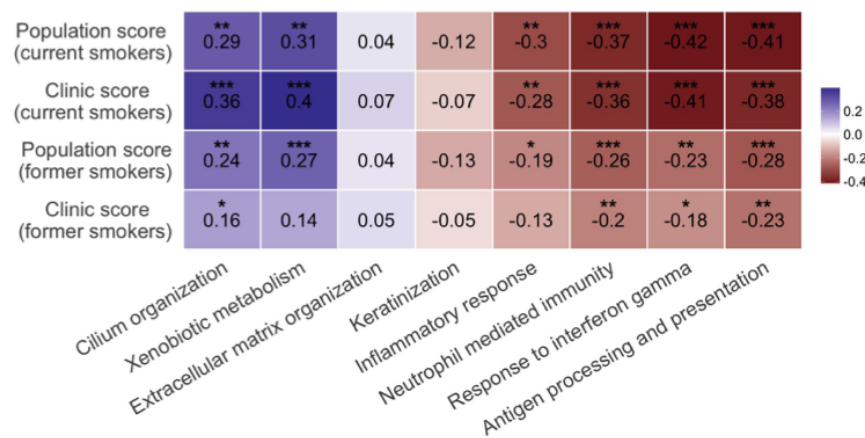 Population score
(current smokers)
** ** ** *** *** ***
0.29 0.31 0.04 -0.12 -0.3 -0.37 -0.42 -0.41
Clinic score
(current smokers)
*** *** ** *** *** ***
0.36 0.4 0.07 -0.07 -0.28 -0.36 -0.41 -0.38
Population score
(former smokers)
** *** * *** ** ***
0.24 0.27 0.04 -0.13 -0.19 -0.26 -0.23 -0.28
Clinic score
(former smokers)
* ** * **
0.16 0.14 0.05 -0.05 -0.13 -0.2 -0.18 -0.23
0.2
0.0
-0.2
-0.4
Cilium organization
Xenobiotic metabolism
Extracellular matrix organization
Keratinization
Inflammatory response
Neutrophil mediated immunity
Response to interferon gamma
Antigen processing and presentation